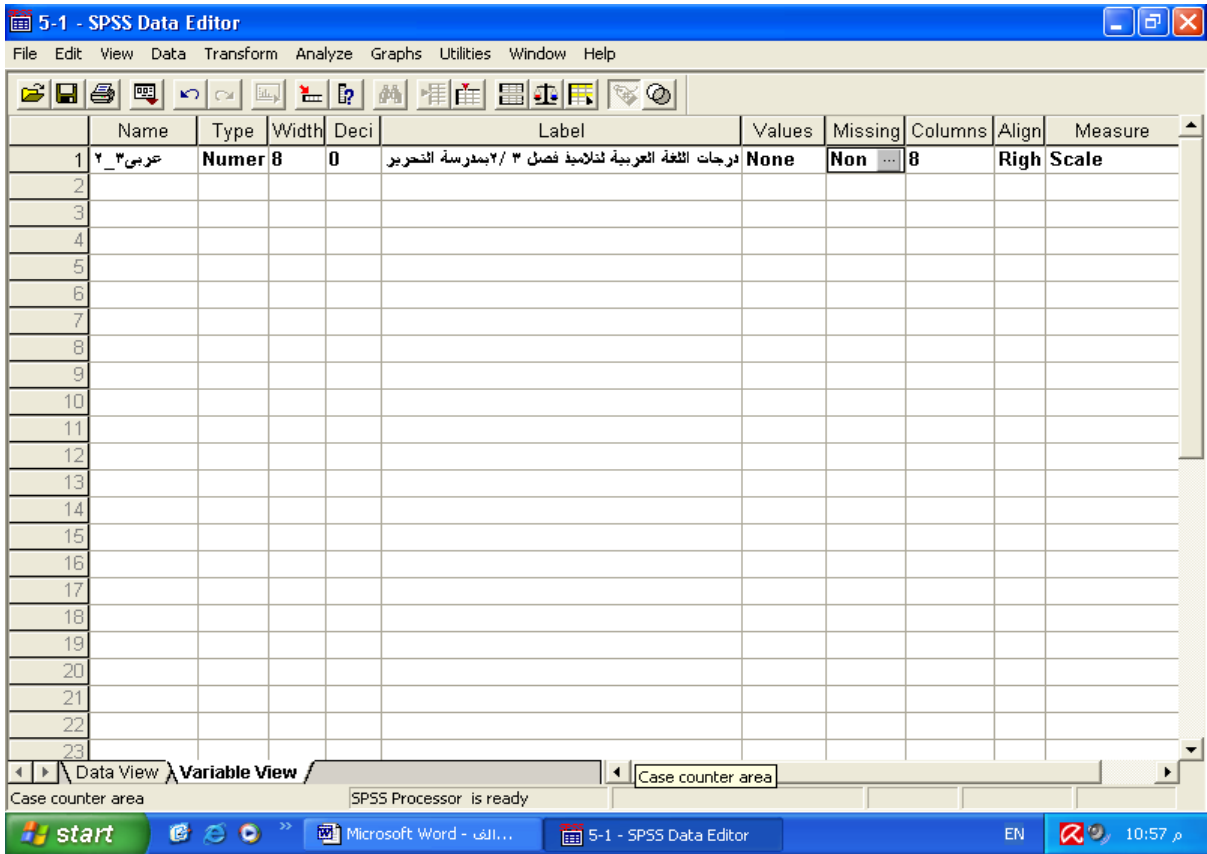 5-1 - SPSS Data Editor
File Edit View Data Transform Analyze Graphs Utilities Window Help
Name Type Width Deci Label Values Missing Columns Align Measure
1 عربى٣_٢ Numer 8 0 درجات اللغة العربية لتلاميذ فصل ٣ /٢بمدرسة التحرير None Non ... 8 Righ Scale
2
3
4
5
6
7
8
9
10
11
12
13
14
15
16
17
18
19
20
21
22
23
Data View Variable View
Case counter area
Case counter area SPSS Processor is ready
start Microsoft Word - الف... 5-1 - SPSS Data Editor EN 10:57 م